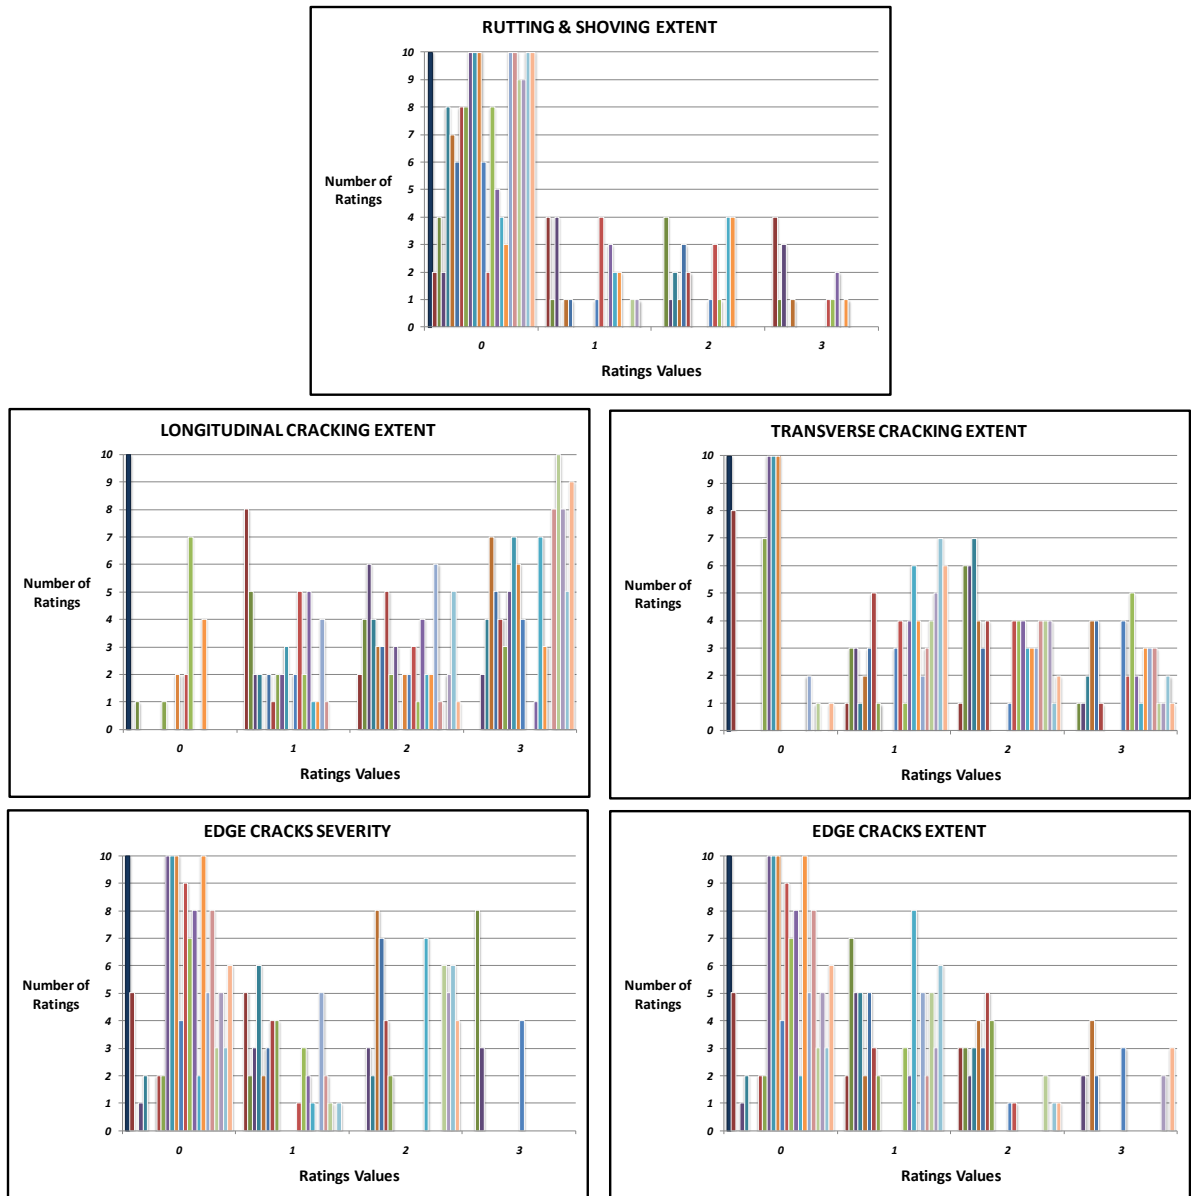 RUTTING & SHOVING EXTENT
10
9
8
7
6
5
4
3
2
1
0
Number of
Ratings
0 1 2 3
Ratings Values
LONGITUDINAL CRACKING EXTENT
10
9
8
7
6
5
4
3
2
1
0
Number of
Ratings
0 1 2 3
Ratings Values
TRANSVERSE CRACKING EXTENT
10
9
8
7
6
5
4
3
2
1
0
Number of
Ratings
0 1 2 3
Ratings Values
EDGE CRACKS SEVERITY
10
9
8
7
6
5
4
3
2
1
0
Number of
Ratings
0 1 2 3
Ratings Values
EDGE CRACKS EXTENT
10
9
8
7
6
5
4
3
2
1
0
Number of
Ratings
0 1 2 3
Ratings Values